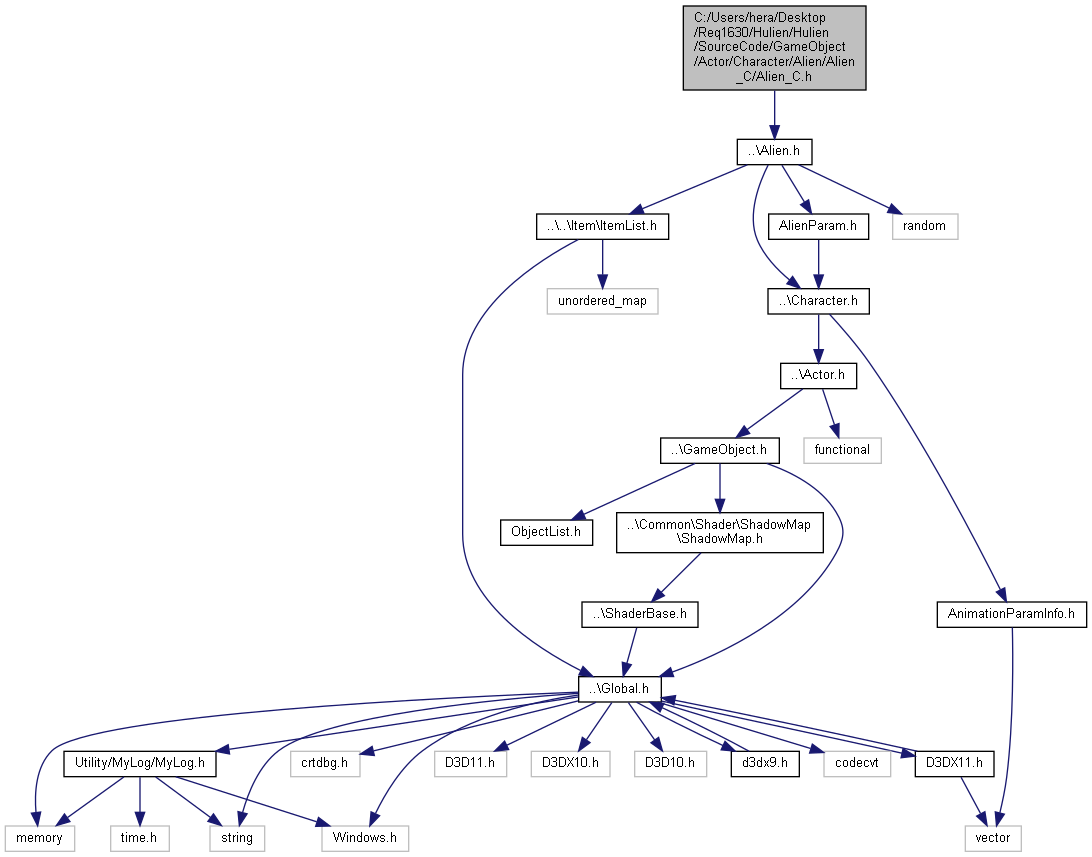 C:/Users/hera/Desktop
/Req1630/Hulien/Hulien
/SourceCode/GameObject
/Actor/Character/Alien/Alien
_C/Alien_C.h
..\Alien.h
..\..\Item\ItemList.h
AlienParam.h
random
unordered_map
..\Character.h
..\Actor.h
..\GameObject.h
functional
ObjectList.h
..\Common\Shader\ShadowMap
\ShadowMap.h
..\ShaderBase.h
AnimationParamInfo.h
..\Global.h
Utility/MyLog/MyLog.h
crtdbg.h
D3D11.h
D3DX10.h
D3D10.h
d3dx9.h
codecvt
D3DX11.h
memory
time.h
string
Windows.h
vector